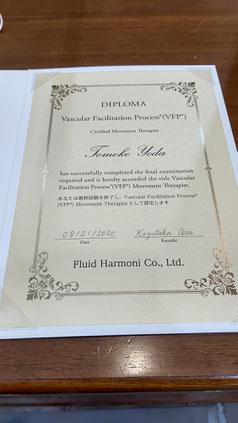 DIPLOMA
Vascular Facilitation Process®(VFP®)
Certified Movement Therapist
Tomoko Yoda
has successfully completed the final examination
required and is hereby accorded the title Vascular
Facilitation Process®(VFP®) Movement Therapist.
あなたは最終試験を終了し、Vascular Facilitation Process®
(VFP®) Movement Therapist として認定します
08/21/2020
Kozutaka Ora
Date
Founder
Fluid Harmoni Co., Ltd.